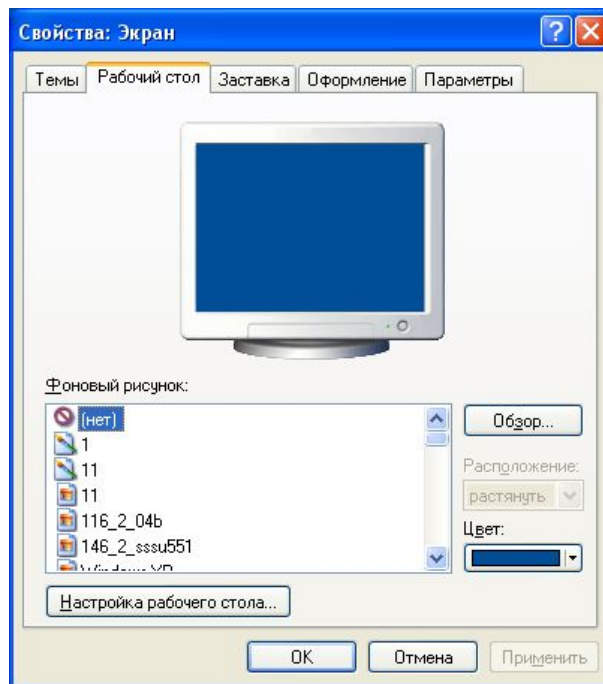 Свойства: Экран
Темы Рабочий стол Заставка Оформление Параметры
Фоновый рисунок:
(нет)
1
11
11
116_2_04b
146_2_sssu551
Обзор...
Расположение:
растянуть
Цвет:
Настройка рабочего стола...
OK Отмена Применить